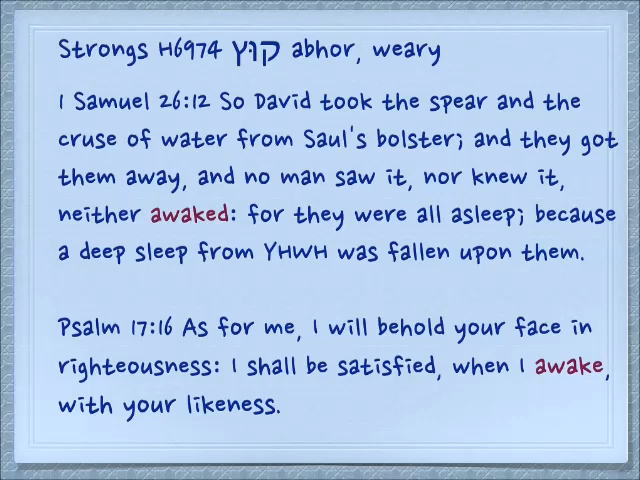 Strongs H6974 קוּץ abhor, weary
1 Samuel 26:12 So David took the spear and the
cruse of water from Saul's bolster; and they got
them away, and no man saw it, nor knew it,
neither awaked: for they were all asleep; because
a deep sleep from YHWH was fallen upon them.
Psalm 17:16 As for me, I will behold your face in
righteousness: I shall be satisfied, when I awake,
with your likeness.